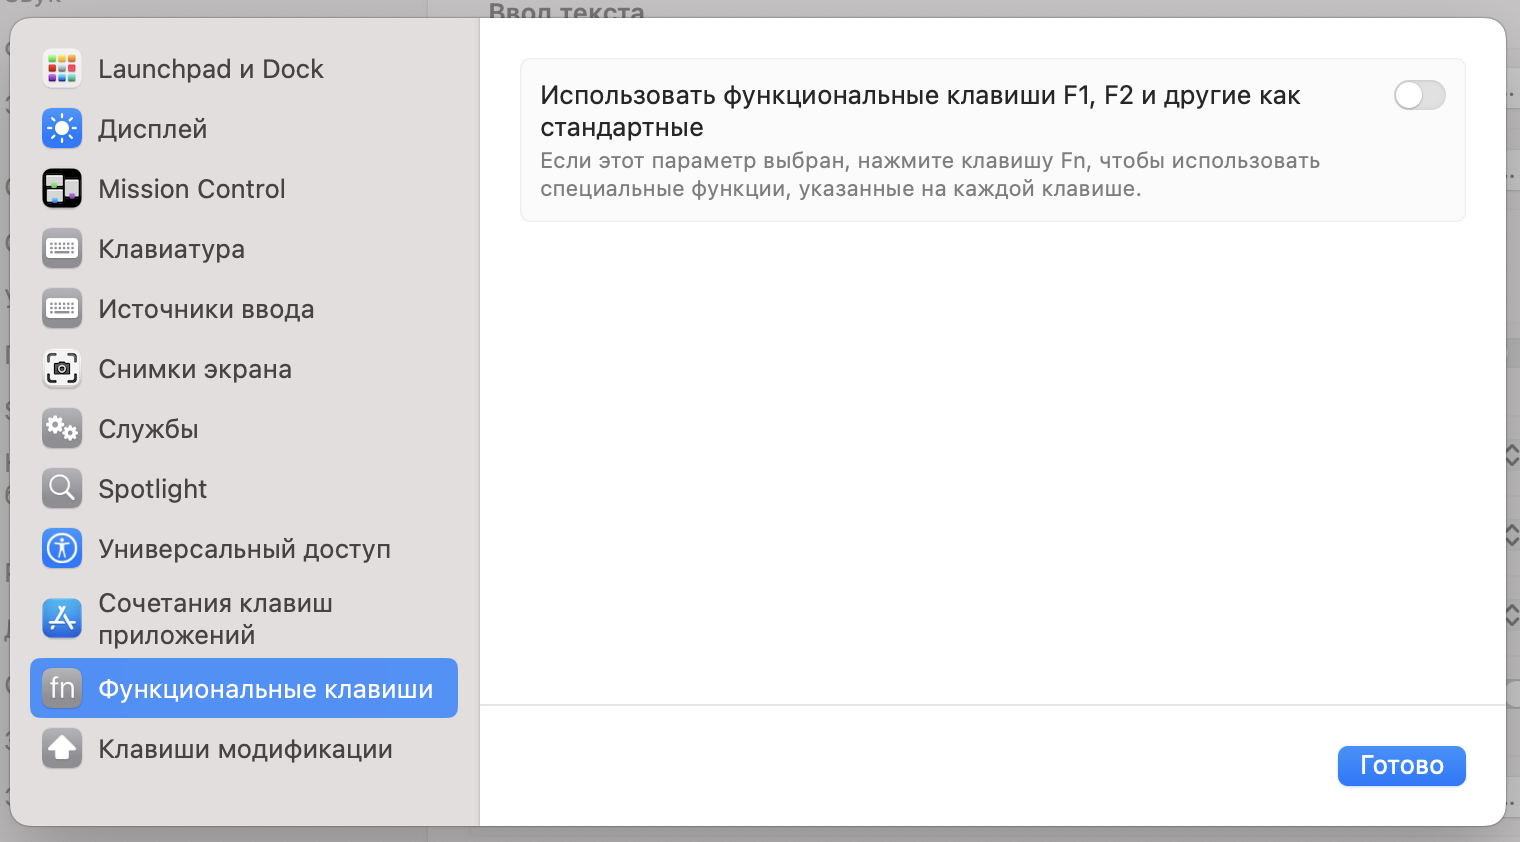 Ввод текста
Launchpad и Dock
Дисплей
Mission Control
Клавиатура
Источники ввода
Снимки экрана
Службы
Spotlight
Универсальный доступ
Сочетания клавиш
приложений
fn Функциональные клавиши
Клавиши модификации
Использовать функциональные клавиши F1, F2 и другие как
стандартные
Если этот параметр выбран, нажмите клавишу Fn, чтобы использовать
специальные функции, указанные на каждой клавише.
Готово